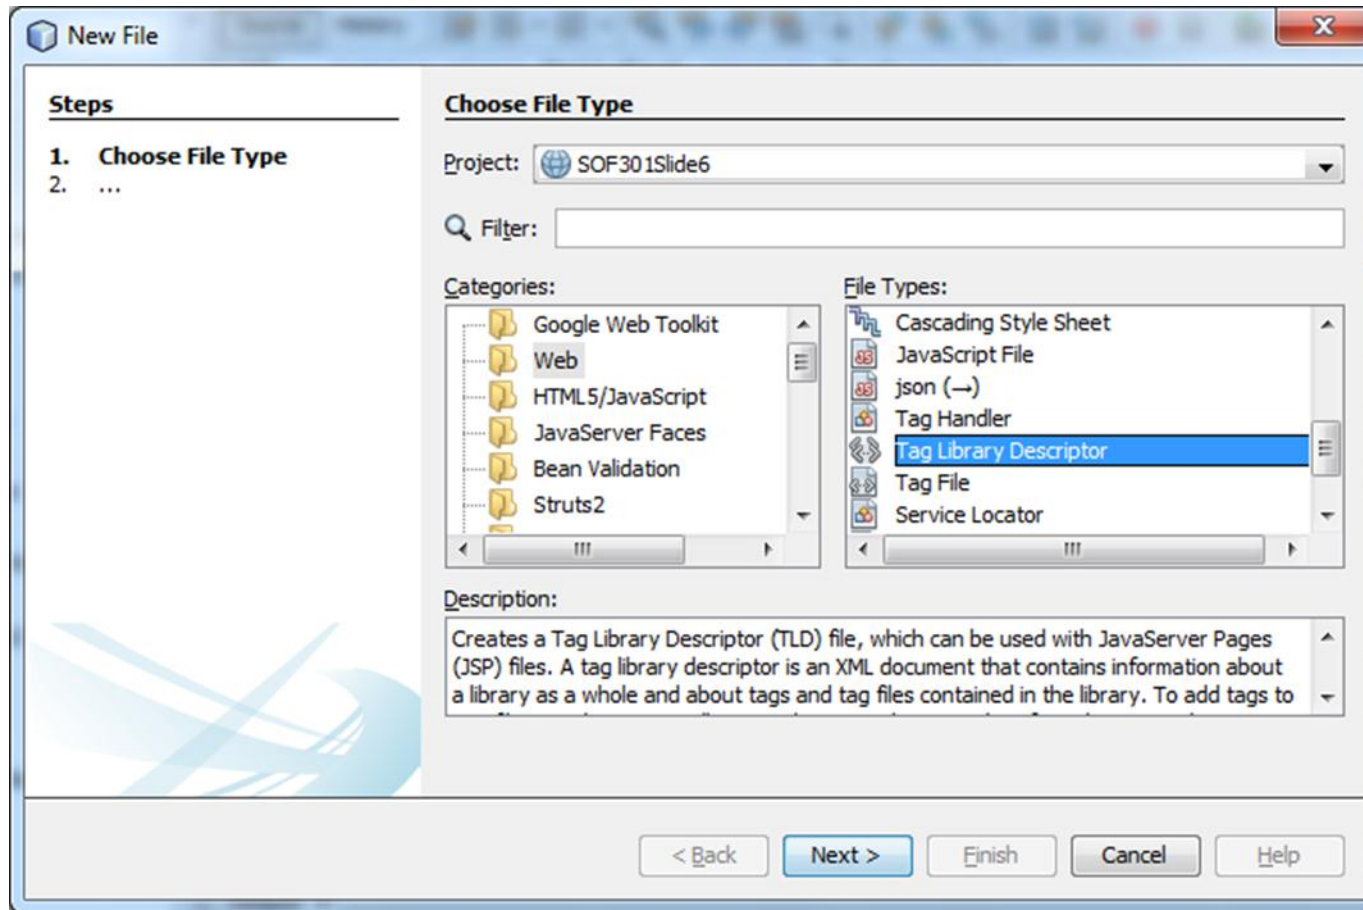 New File
Steps
1. Choose File Type
2. ...
Choose File Type
Project: SOF301Slide6
Filter:
Categories:
Google Web Toolkit
Web
HTML5/JavaScript
JavaServer Faces
Bean Validation
Struts2
File Types:
Cascading Style Sheet
JavaScript File
json (→)
Tag Handler
Tag Library Descriptor
Tag File
Service Locator
Description:
Creates a Tag Library Descriptor (TLD) file, which can be used with JavaServer Pages
(JSP) files. A tag library descriptor is an XML document that contains information about
a library as a whole and about tags and tag files contained in the library. To add tags to
< Back
Next >
Finish
Cancel
Help